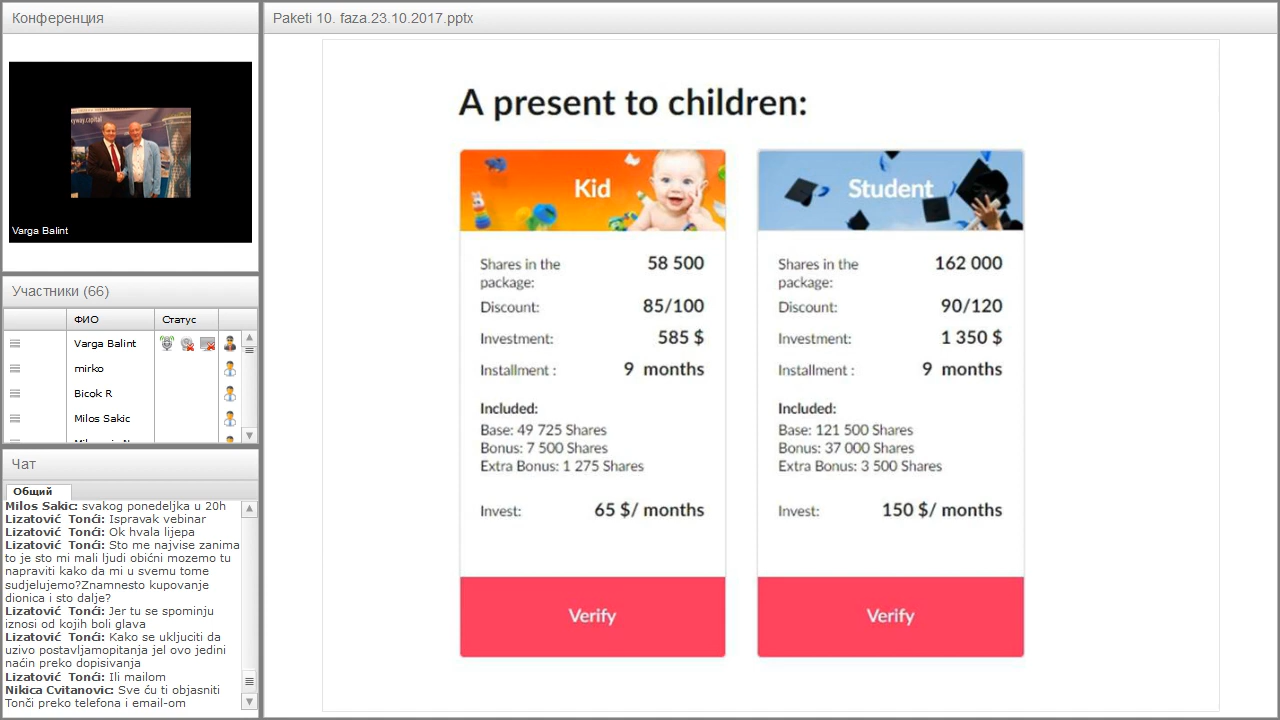 Конференция
xyway.capital
Varga Balint
Участники (66)
ФИО
Статус
Varga Balint
mirko
Bicok R
Milos Sakic
Чат
Общий
Milos Sakic: svakog ponedeljka u 20h
Lizatović Tonći: Ispravak vebinar
Lizatović Tonći: Ok hvala lijepa
Lizatović Tonći: Sto me najvise zanima
to je sto mi mali ljudi obićni mozemo tu
napraviti kako da mi u svemu tome
sudjelujemo?Znamnesto kupovanje
dionica i sto dalje?
Lizatović Tonći: Jer tu se spominju
iznosi od kojih boli glava
Lizatović Tonći: Kako se ukljuciti da
uzivo postavljamopitanja jel ovo jedini
naćin preko dopisivanja
Lizatović Tonći: Ili mailom
Nikica Cvitanovic: Sve ću ti objasniti
Tonči preko telefona i email-om
Paketi 10. faza.23.10.2017.pptx
A present to children:
Kid
Shares in the
package:
58 500
Discount: 85/100
Investment: 585 $
Installment : 9 months
Included:
Base: 49 725 Shares
Bonus: 7 500 Shares
Extra Bonus: 1 275 Shares
Invest: 65 $/ months
Verify
Student
Shares in the
package:
162 000
Discount: 90/120
Investment: 1 350 $
Installment : 9 months
Included:
Base: 121 500 Shares
Bonus: 37 000 Shares
Extra Bonus: 3 500 Shares
Invest: 150 $/ months
Verify